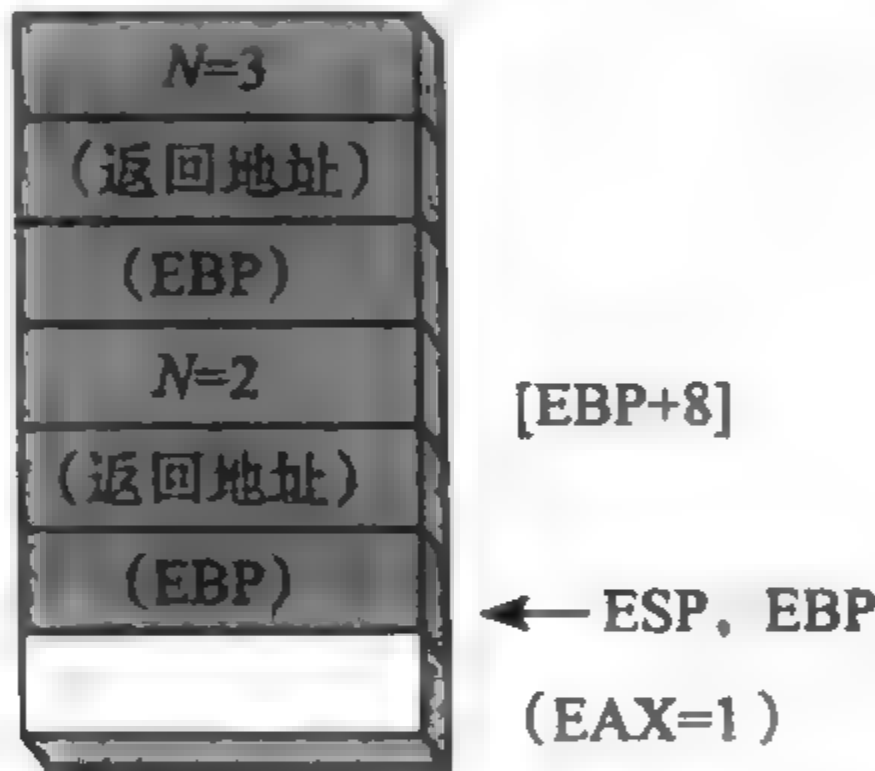 N=3
(返回地址)
(EBP)
N=2
[EBP+8]
(返回地址)
(EBP)
ESP, EBP
(EAX=1)